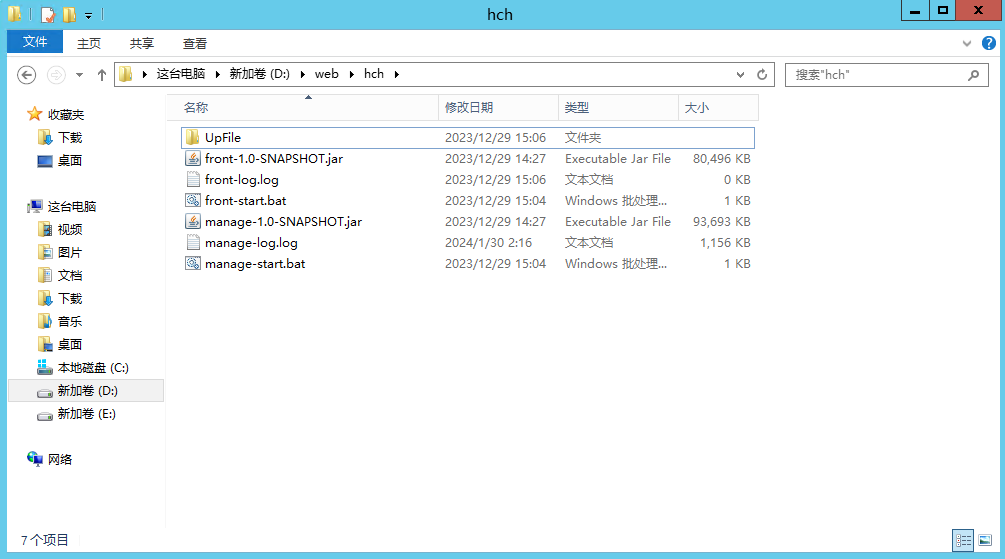 hch
文件 主页 共享 查看
这台电脑 新加卷 (D:) web hch 搜索"hch"
收藏夹
下载
桌面
这台电脑
视频
图片
文档
下载
音乐
桌面
本地磁盘 (C:)
新加卷 (D:)
新加卷 (E:)
网络
名称 修改日期 类型 大小
UpFile 2023/12/29 15:06 文件夹
front-1.0-SNAPSHOT.jar 2023/12/29 14:27 Executable Jar File 80,496 KB
front-log.log 2023/12/29 15:06 文本文档 0 KB
front-start.bat 2023/12/29 15:04 Windows 批处理... 1 KB
manage-1.0-SNAPSHOT.jar 2023/12/29 14:27 Executable Jar File 93,693 KB
manage-log.log 2024/1/30 2:16 文本文档 1,156 KB
manage-start.bat 2023/12/29 15:04 Windows 批处理... 1 KB
7 个项目